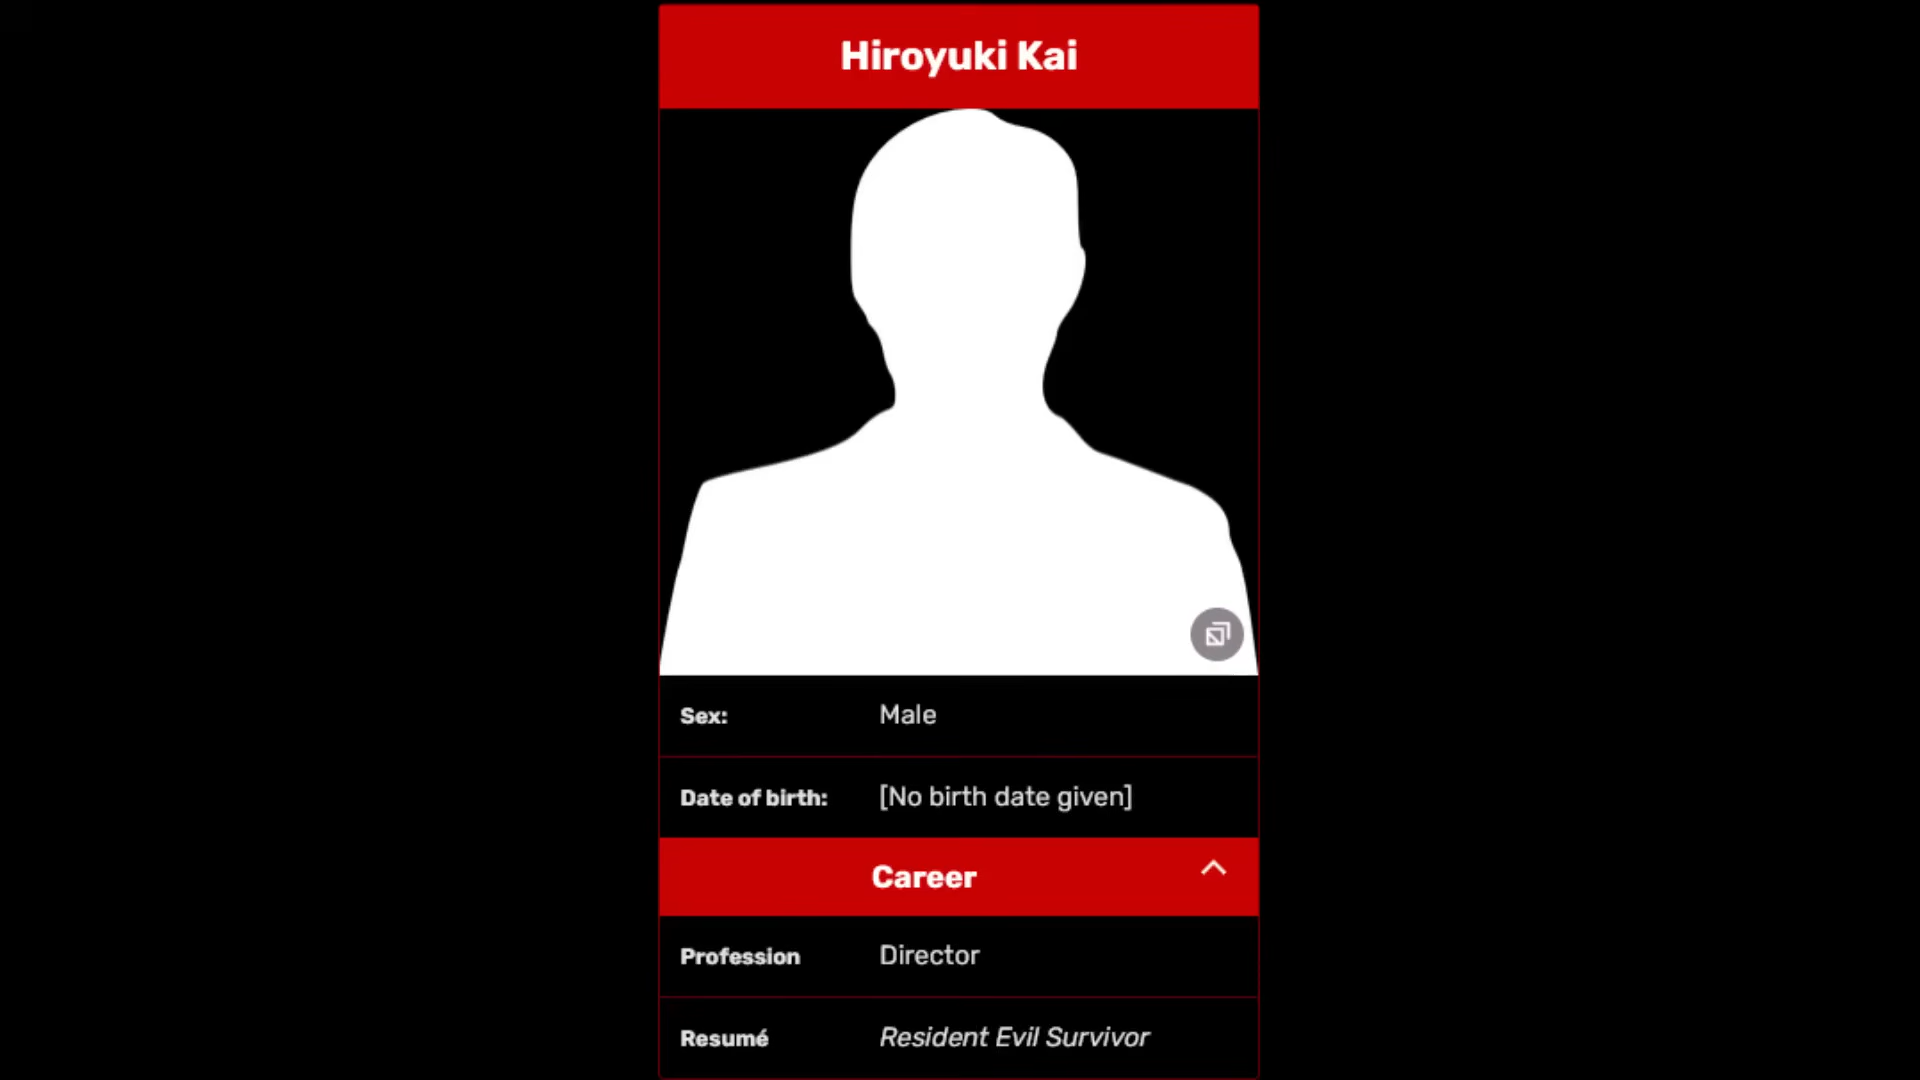 Hiroyuki Kai
Sex: Male
Date of birth: [No birth date given]
Career
Profession Director
Resumé Resident Evil Survivor